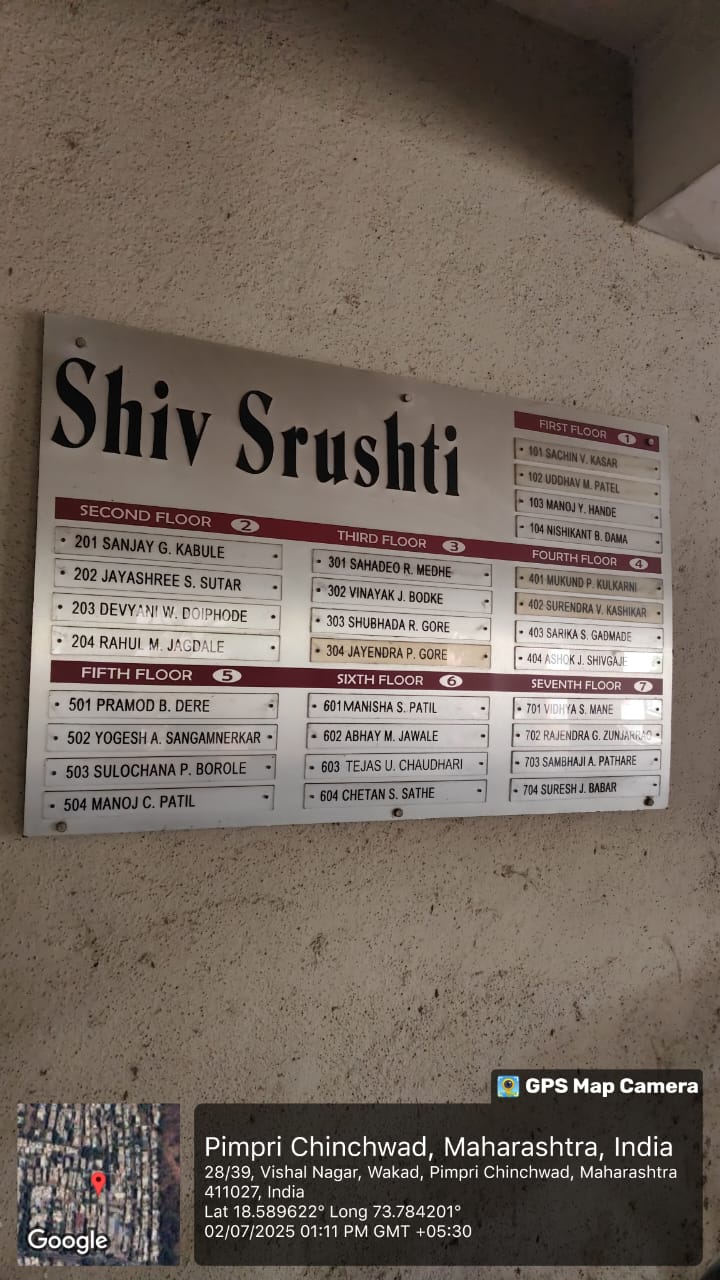 Shiv Srushti
FIRST FLOOR 1
101 SACHIN V. KASAR
102 UDDHAV M. PATEL
103 MANOJ Y. HANDE
104 NISHIKANT B. DAMA
SECOND FLOOR 2
201 SANJAY G. KABULE
202 JAYASHREE S. SUTAR
203 DEVYANI W. DOIPHODE
204 RAHUL M. JAGDALE
THIRD FLOOR 3
301 SAHADEO R. MEDHE
302 VINAYAK J. BODKE
303 SHUBHADA R. GORE
304 JAYENDRA P. GORE
FOURTH FLOOR 4
401 MUKUND P. KULKARNI
402 SURENDRA V. KASHIKAR
403 SARIKA S. GADMADE
404 ASHOK J. SHIVGAJE
FIFTH FLOOR 5
501 PRAMOD B. DERE
502 YOGESH A. SANGAMNERKAR
503 SULOCHANA P. BOROLE
504 MANOJ C. PATIL
SIXTH FLOOR 6
601 MANISHA S. PATIL
602 ABHAY M. JAWALE
603 TEJAS U. CHAUDHARI
604 CHETAN S. SATHE
SEVENTH FLOOR 7
701 VIDHYA S. MANE
702 RAJENDRA G. ZUNJARRAO
703 SAMBHAJI A. PATHARE
704 SURESH J. BABAR
GPS Map Camera
Pimpri Chinchwad, Maharashtra, India
28/39, Vishal Nagar, Wakad, Pimpri Chinchwad, Maharashtra
411027, India
Lat 18.589622° Long 73.784201°
02/07/2025 01:11 PM GMT +05:30
Google